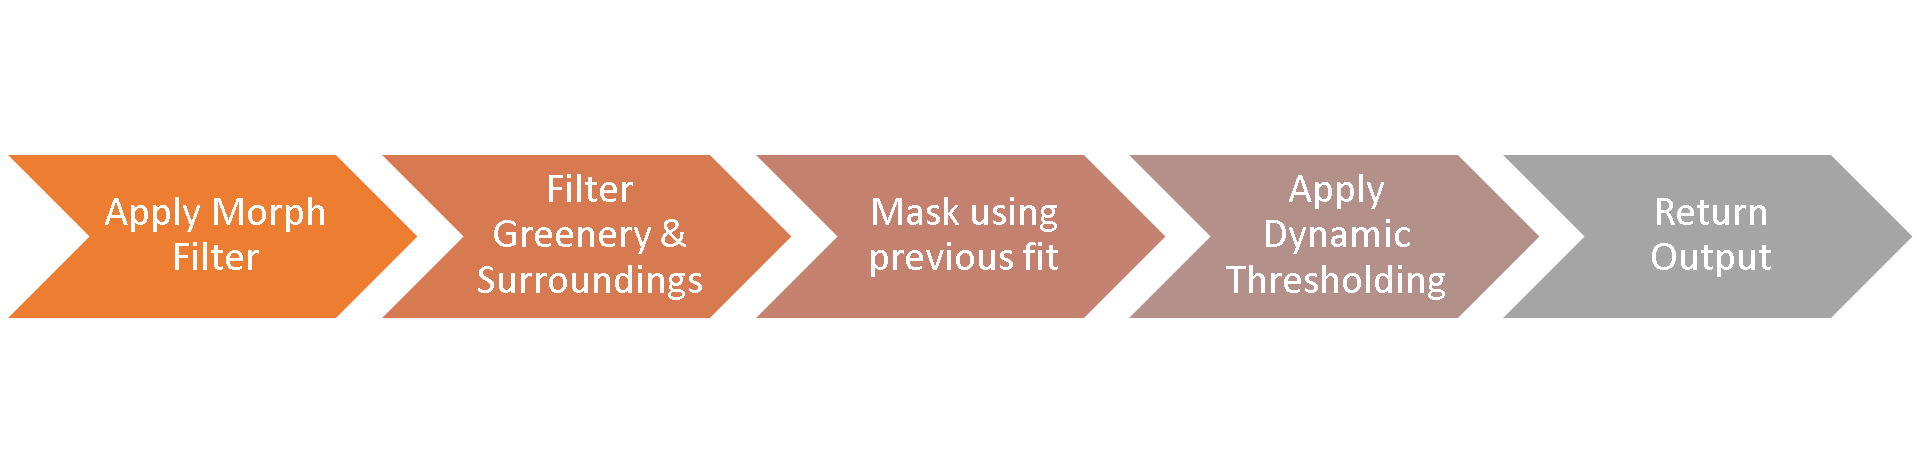 Apply Morph
Filter
Filter
Greenery &
Surroundings
Mask using
previous fit
Apply
Dynamic
Thresholding
Return
Output